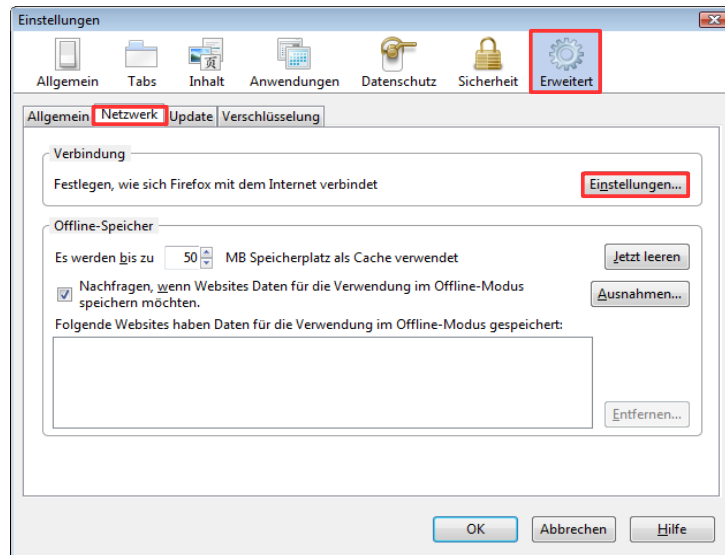 Einstellungen
Allgemein Tabs Inhalt Anwendungen Datenschutz Sicherheit Erweitert
Allgemein Netzwerk Update Verschlüsselung
Verbindung
Festlegen, wie sich Firefox mit dem Internet verbindet Einstellungen...
Offline-Speicher
Es werden bis zu 50 MB Speicherplatz als Cache verwendet Jetzt leeren
Nachfragen, wenn Websites Daten für die Verwendung im Offline-Modus
speichern möchten. Ausnahmen...
Folgende Websites haben Daten für die Verwendung im Offline-Modus gespeichert:
Entfernen...
OK Abbrechen Hilfe